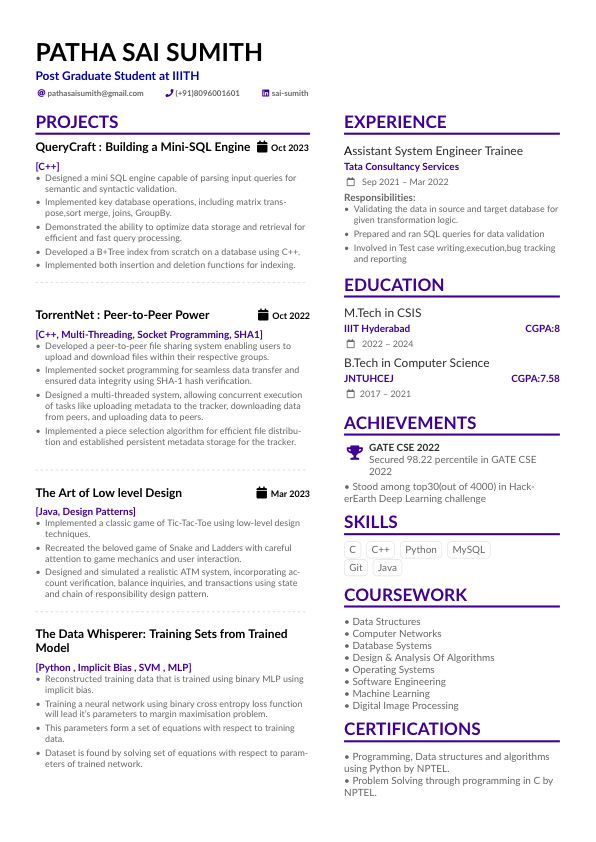 PATHA SAI SUMITH
Post Graduate Student at IIITH
pathasaisumith@gmail.com (+91)8096001601 sai-sumith
PROJECTS
QueryCraft : Building a Mini-SQL Engine Oct 2023
[C++]
• Designed a mini SQL engine capable of parsing input queries for
semantic and syntactic validation.
• Implemented key database operations, including matrix trans-
pose,sort merge, joins, GroupBy.
• Demonstrated the ability to optimize data storage and retrieval for
efficient and fast query processing.
• Developed a B+Tree index from scratch on a database using C++.
• Implemented both insertion and deletion functions for indexing.
TorrentNet : Peer-to-Peer Power Oct 2022
[C++, Multi-Threading, Socket Programming, SHA1]
• Developed a peer-to-peer file sharing system enabling users to
upload and download files within their respective groups.
• Implemented socket programming for seamless data transfer and
ensured data integrity using SHA-1 hash verification.
• Designed a multi-threaded system, allowing concurrent execution
of tasks like uploading metadata to the tracker, downloading data
from peers, and uploading data to peers.
• Implemented a piece selection algorithm for efficient file distribu-
tion and established persistent metadata storage for the tracker.
The Art of Low level Design Mar 2023
[Java, Design Patterns]
• Implemented a classic game of Tic-Tac-Toe using low-level design
techniques.
• Recreated the beloved game of Snake and Ladders with careful
attention to game mechanics and user interaction.
• Designed and simulated a realistic ATM system, incorporating ac-
count verification, balance inquiries, and transactions using state
and chain of responsibility design pattern.
The Data Whisperer: Training Sets from Trained
Model
[Python , Implicit Bias , SVM , MLP]
• Reconstructed training data that is trained using binary MLP using
implicit bias.
• Training a neural network using binary cross entropy loss function
will lead it's parameters to margin maximisation problem.
• This parameters form a set of equations with respect to training
data.
• Dataset is found by solving set of equations with respect to param-
eters of trained network.
EXPERIENCE
Assistant System Engineer Trainee
Tata Consultancy Services
Sep 2021 – Mar 2022
Responsibilities:
• Validating the data in source and target database for
given transformation logic.
• Prepared and ran SQL queries for data validation
• Involved in Test case writing,execution,bug tracking
and reporting
EDUCATION
M.Tech in CSIS
IIIT Hyderabad CGPA:8
2022 – 2024
B.Tech in Computer Science
JNTUHCEJ CGPA:7.58
2017 – 2021
ACHIEVEMENTS
GATE CSE 2022
Secured 98.22 percentile in GATE CSE
2022
• Stood among top30(out of 4000) in Hack-
erEarth Deep Learning challenge
SKILLS
C C++ Python MySQL
Git Java
COURSEWORK
• Data Structures
• Computer Networks
• Database Systems
• Design & Analysis Of Algorithms
• Operating Systems
• Software Engineering
• Machine Learning
• Digital Image Processing
CERTIFICATIONS
• Programming, Data structures and algorithms
using Python by NPTEL.
• Problem Solving through programming in C by
NPTEL.